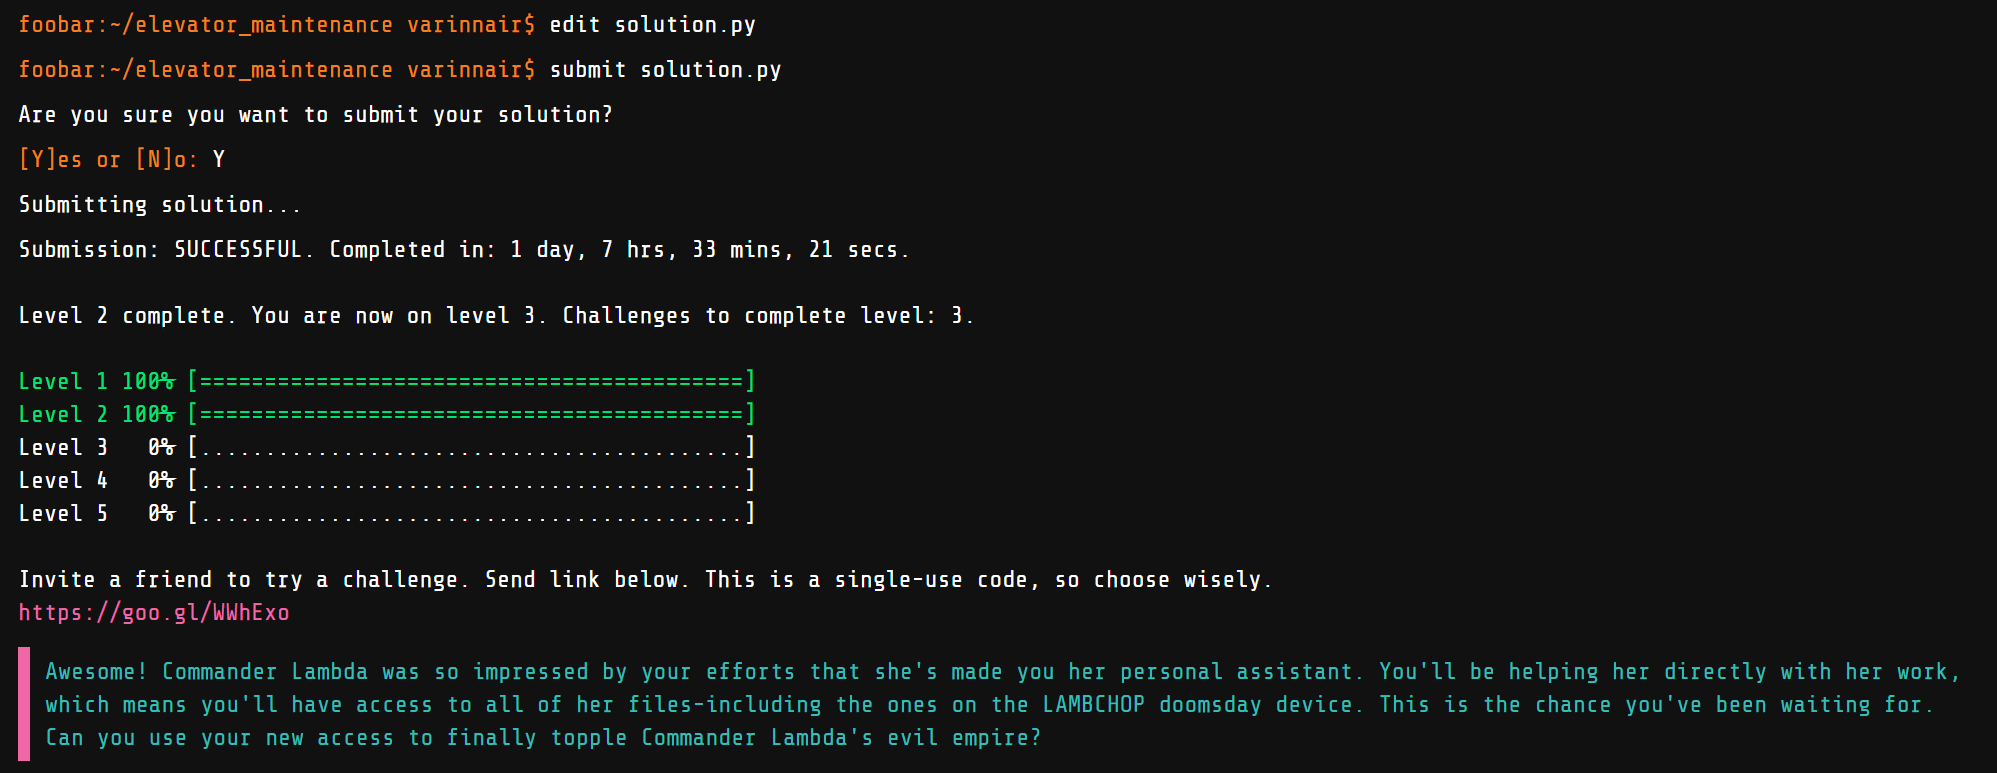 foobar:~/elevator_maintenance varinnair$ edit solution.py
foobar:~/elevator_maintenance varinnair$ submit solution.py
Are you sure you want to submit your solution?
[Y]es or [N]o: Y
Submitting solution...
Submission: SUCCESSFUL. Completed in: 1 day, 7 hrs, 33 mins, 21 secs.
Level 2 complete. You are now on level 3. Challenges to complete level: 3.
Level 1 100% [==========================================]
Level 2 100% [==========================================]
Level 3   0% [..........................................]
Level 4   0% [..........................................]
Level 5   0% [..........................................]
Invite a friend to try a challenge. Send link below. This is a single-use code, so choose wisely.
https://goo.gl/WWhExo
Awesome! Commander Lambda was so impressed by your efforts that she's made you her personal assistant. You'll be helping her directly with her work,
which means you'll have access to all of her files-including the ones on the LAMBCHOP doomsday device. This is the chance you've been waiting for.
Can you use your new access to finally topple Commander Lambda's evil empire?